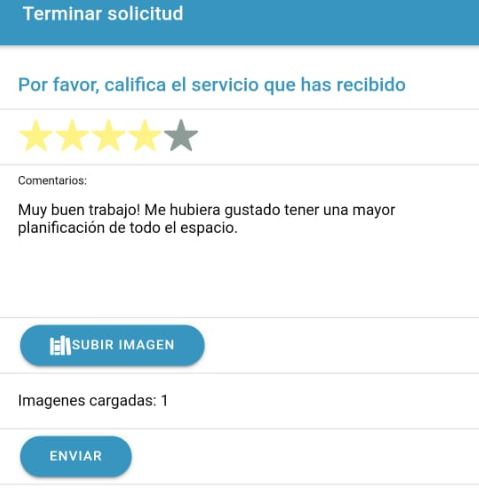 Terminar solicitud
Por favor, califica el servicio que has recibido
Comentarios:
Muy buen trabajo! Me hubiera gustado tener una mayor
planificación de todo el espacio.
SUBIR IMAGEN
Imagenes cargadas: 1
ENVIAR